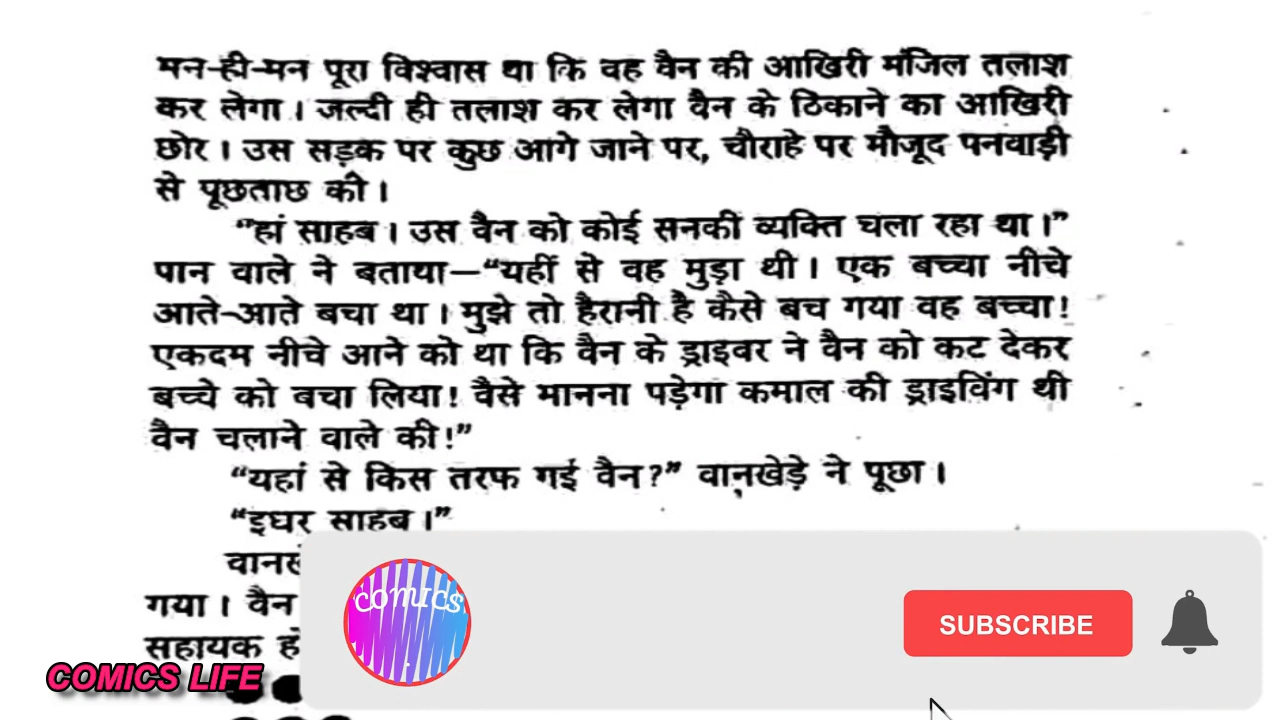 मन-ही-मन पूरा विश्वास था कि वह वैन की आखिरी मंजिल तलाश
कर लेगा। जल्दी ही तलाश कर लेगा वैन के ठिकाने का आखिरी
छोर। उस सड़क पर कुछ आगे जाने पर, चौराहे पर मौजूद पनवाड़ी
से पूछताछ की।
“हां साहब। उस वैन को कोई सनकी व्यक्ति चला रहा था।”
पान वाले ने बताया—“यहीं से वह मुड़ा थी। एक बच्चा नीचे
आते-आते बचा था। मुझे तो हैरानी है कैसे बच गया वह बच्चा!
एकदम नीचे आने को था कि वैन के ड्राइवर ने वैन को कट देकर
बच्चे को बचा लिया! वैसे मानना पड़ेगा कमाल की ड्राइविंग थी
वैन चलाने वाले की!”
“यहां से किस तरफ गई वैन?” वानखेड़े ने पूछा।
“इधर साहब।”
गया। वैन
सहायक
comics
SUBSCRIBE
COMICS LIFE